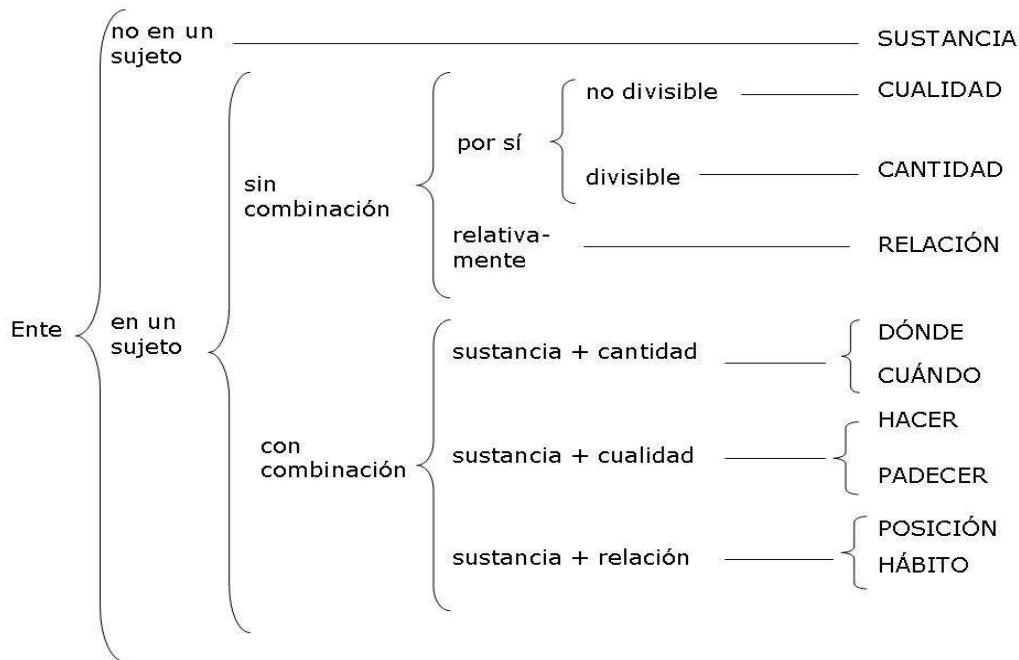 no en un
sujeto
SUSTANCIA
no divisible
CUALIDAD
por sí
divisible
CANTIDAD
sin
combinación
relativa-
mente
RELACIÓN
Ente
en un
sujeto
sustancia + cantidad
DÓNDE
CUÁNDO
con
combinación
sustancia + cualidad
HACER
PADECER
sustancia + relación
POSICIÓN
HÁBITO